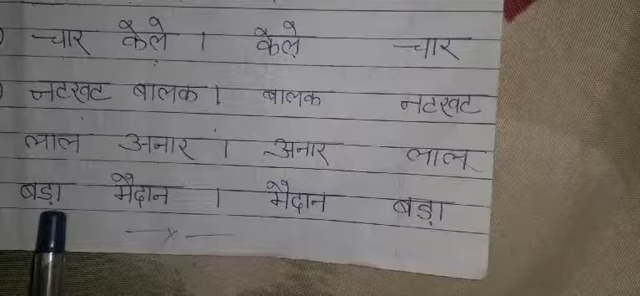 चार केले । केले चार
नटखट बालक । बालक नटखट
लाल अनार । अनार लाल
बड़ा मैदान । मैदान बड़ा